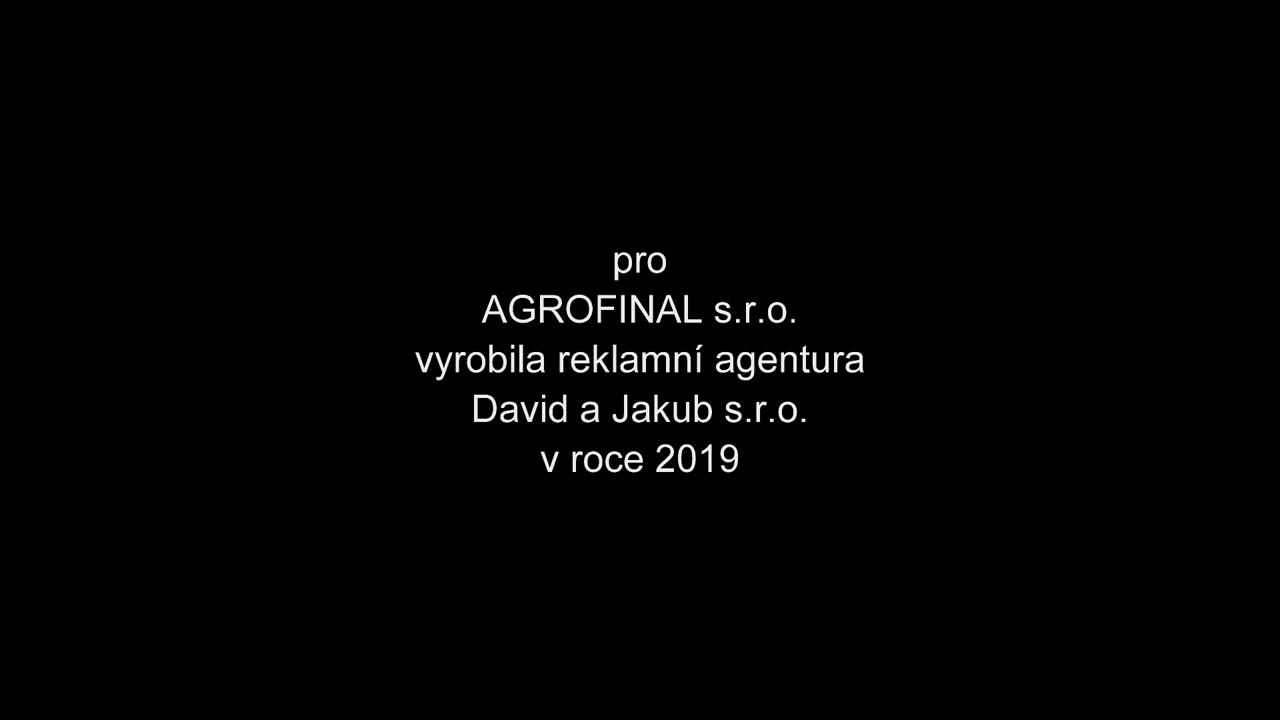 pro
AGROFINAL s.r.o.
vyrobila reklamní agentura
David a Jakub s.r.o.
v roce 2019